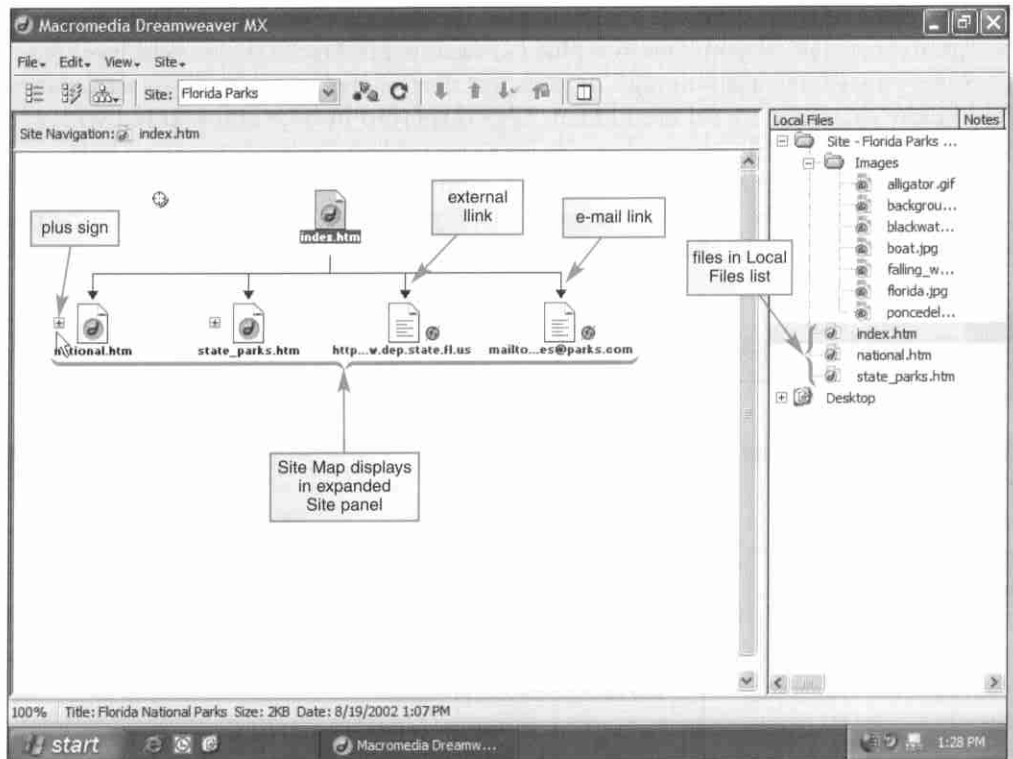 Macromedia Dreamweaver MX
File Edit View Site
Site: Florida Parks
Site Navigation: index.htm
Local Files Notes
Site - Florida Parks ...
Images
alligator.gif
backgrou...
blackwat...
boat.jpg
falling_w...
florida.jpg
poncedel...
index.htm
national.htm
state_parks.htm
Desktop
plus sign
external
llink
e-mail link
files in Local
Files list
index.htm
national.htm
state_parks.htm
http...w.dep.state.fl.us
mailto...es@parks.com
Site Map displays
in expanded
Site panel
100% Title: Florida National Parks Size: 2KB Date: 8/19/2002 1:07 PM
start
Macromedia Dreamw...
1:28 PM